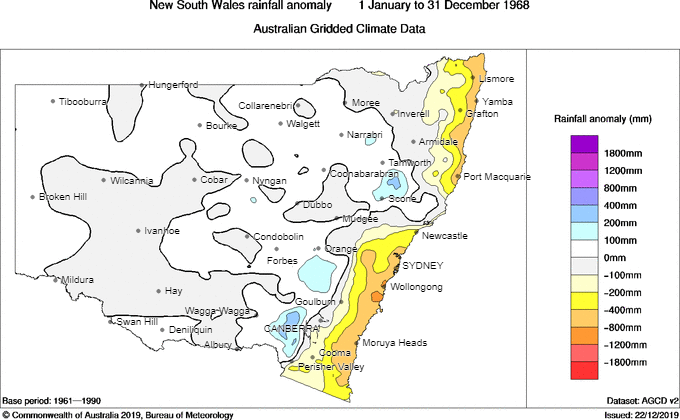 New South Wales rainfall anomaly 1 January to 31 December 1968
Australian Gridded Climate Data
Lismore
Hungerford
Tibooburra
Collarenebri
Moree
Yamba
Inverell
Grafton
Bourke
Walgett
Narrabri
Armidale
Tamworth
Coonabarabran
Wilcannia
Cobar
Nyngan
Port Macquarie
Broken Hill
Scone
Dubbo
Mudgee
Ivanhoe
Condobolin
Newcastle
Orange
Forbes
SYDNEY
Mildura
Wollongong
Hay
Goulburn
Wagga Wagga
Swan Hill
Deniliquin
CANBERRA
Albury
Moruya Heads
Cooma
Perisher Valley
Rainfall anomaly (mm)
1800mm
1200mm
800mm
400mm
200mm
100mm
0mm
−100mm
−200mm
−400mm
−800mm
−1200mm
−1800mm
Base period: 1961—1990
Dataset: AGCD v2
© Commonwealth of Australia 2019, Bureau of Meteorology
Issued: 22/12/2019